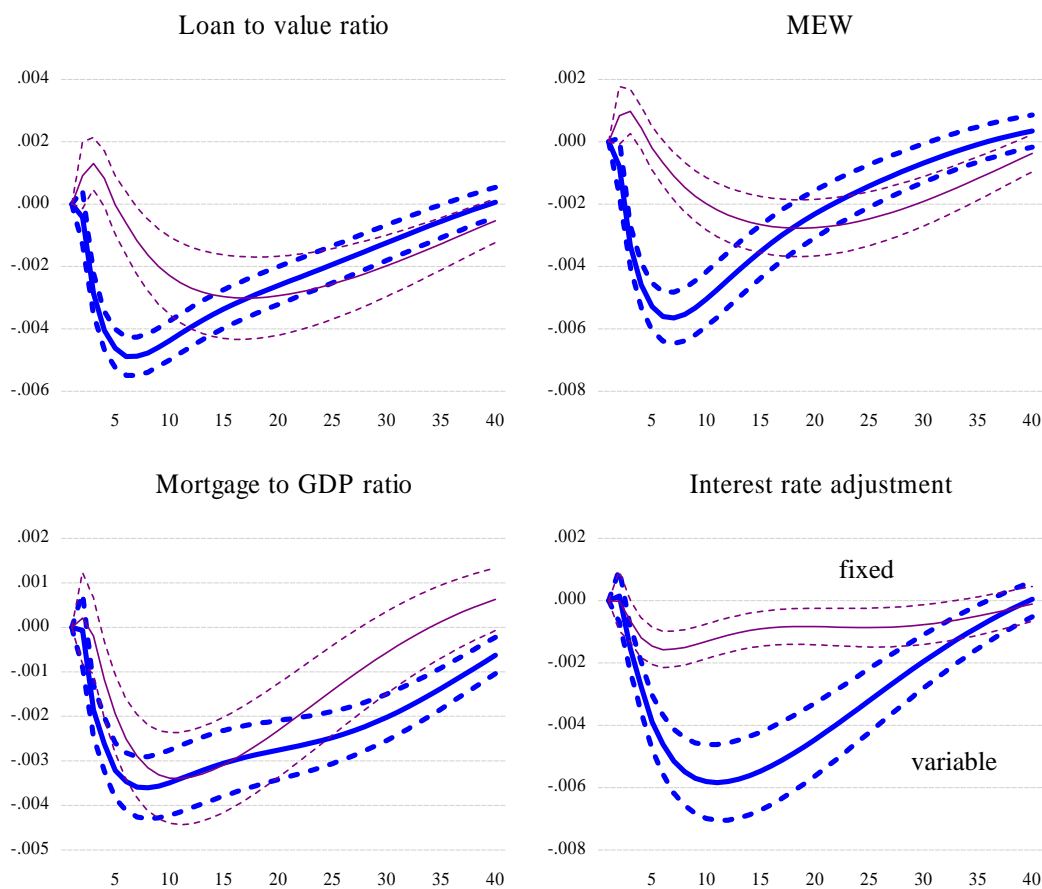 Loan to value ratio
.004
.002
.000
-.002
-.004
-.006
5 10 15 20 25 30 35 40
MEW
.002
.000
-.002
-.004
-.006
-.008
5 10 15 20 25 30 35 40
Mortgage to GDP ratio
.002
.001
.000
-.001
-.002
-.003
-.004
-.005
5 10 15 20 25 30 35 40
Interest rate adjustment
.002
fixed
.000
-.002
-.004
variable
-.006
-.008
5 10 15 20 25 30 35 40